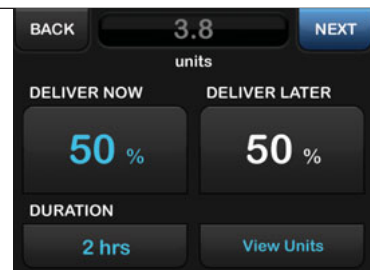 BACK 3.8 NEXT
units
DELIVER NOW DELIVER LATER
50 % 50 %
DURATION
2 hrs View Units